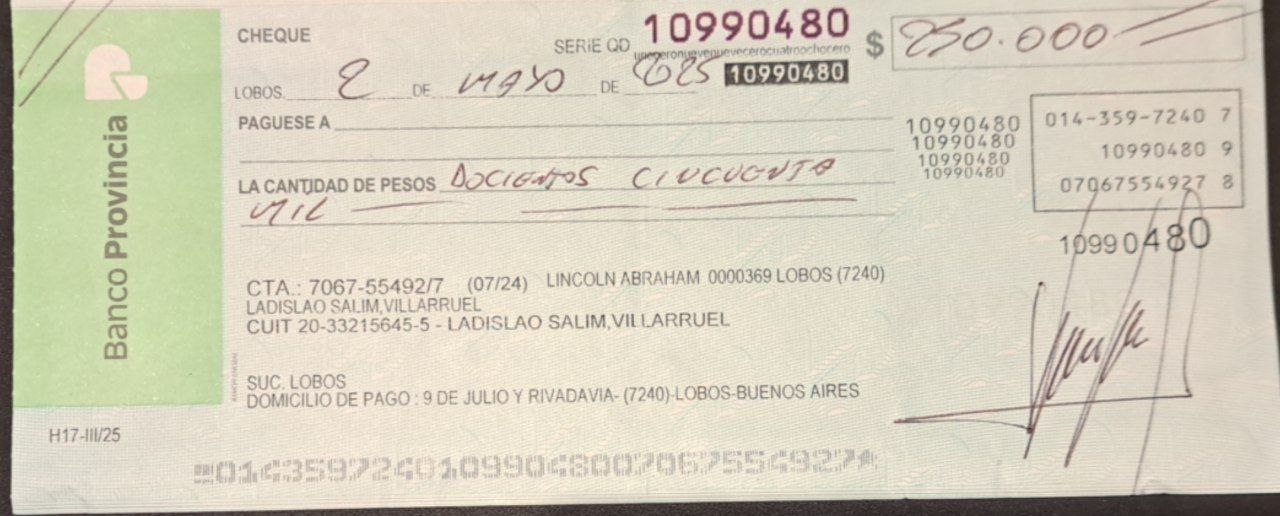 Banco Provincia
CHEQUE
SERIE QD 10990480
unoceronuevenuevecerocuatroochocero
10990480
$ 250.000
LOBOS 2 DE MAYO DE 2025
PAGUESE A
10990480
10990480
10990480
10990480
014-359-7240 7
10990480 9
07067554927 8
LA CANTIDAD DE PESOS DOCIENTOS CINCUENTA
MIL
10990480
CTA.: 7067-55492/7 (07/24) LINCOLN ABRAHAM 0000369 LOBOS (7240)
LADISLAO SALIM,VILLARRUEL
CUIT 20-33215645-5 - LADISLAO SALIM,VILLARRUEL
SUC. LOBOS
DOMICILIO DE PAGO : 9 DE JULIO Y RIVADAVIA- (7240)-LOBOS-BUENOS AIRES
H17-III/25
01435972401099048007067554927